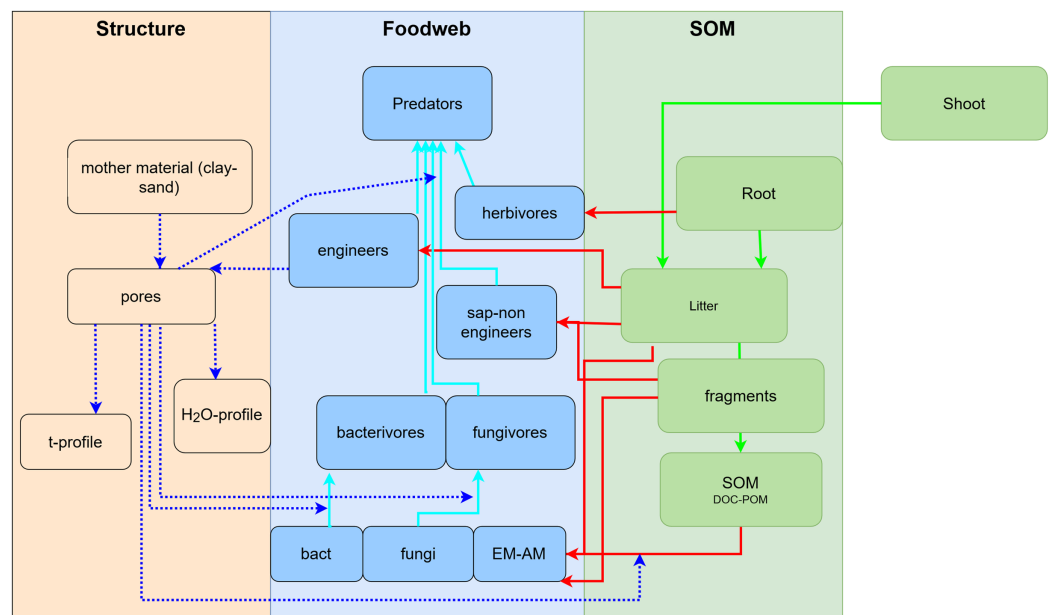 Structure
Foodweb
SOM
Predators
Shoot
mother material (clay-
sand)
Root
herbivores
engineers
pores
Litter
sap-non
engineers
H2O-profile
t-profile
bacterivores
fungivores
fragments
SOM
DOC-POM
bact
fungi
EM-AM